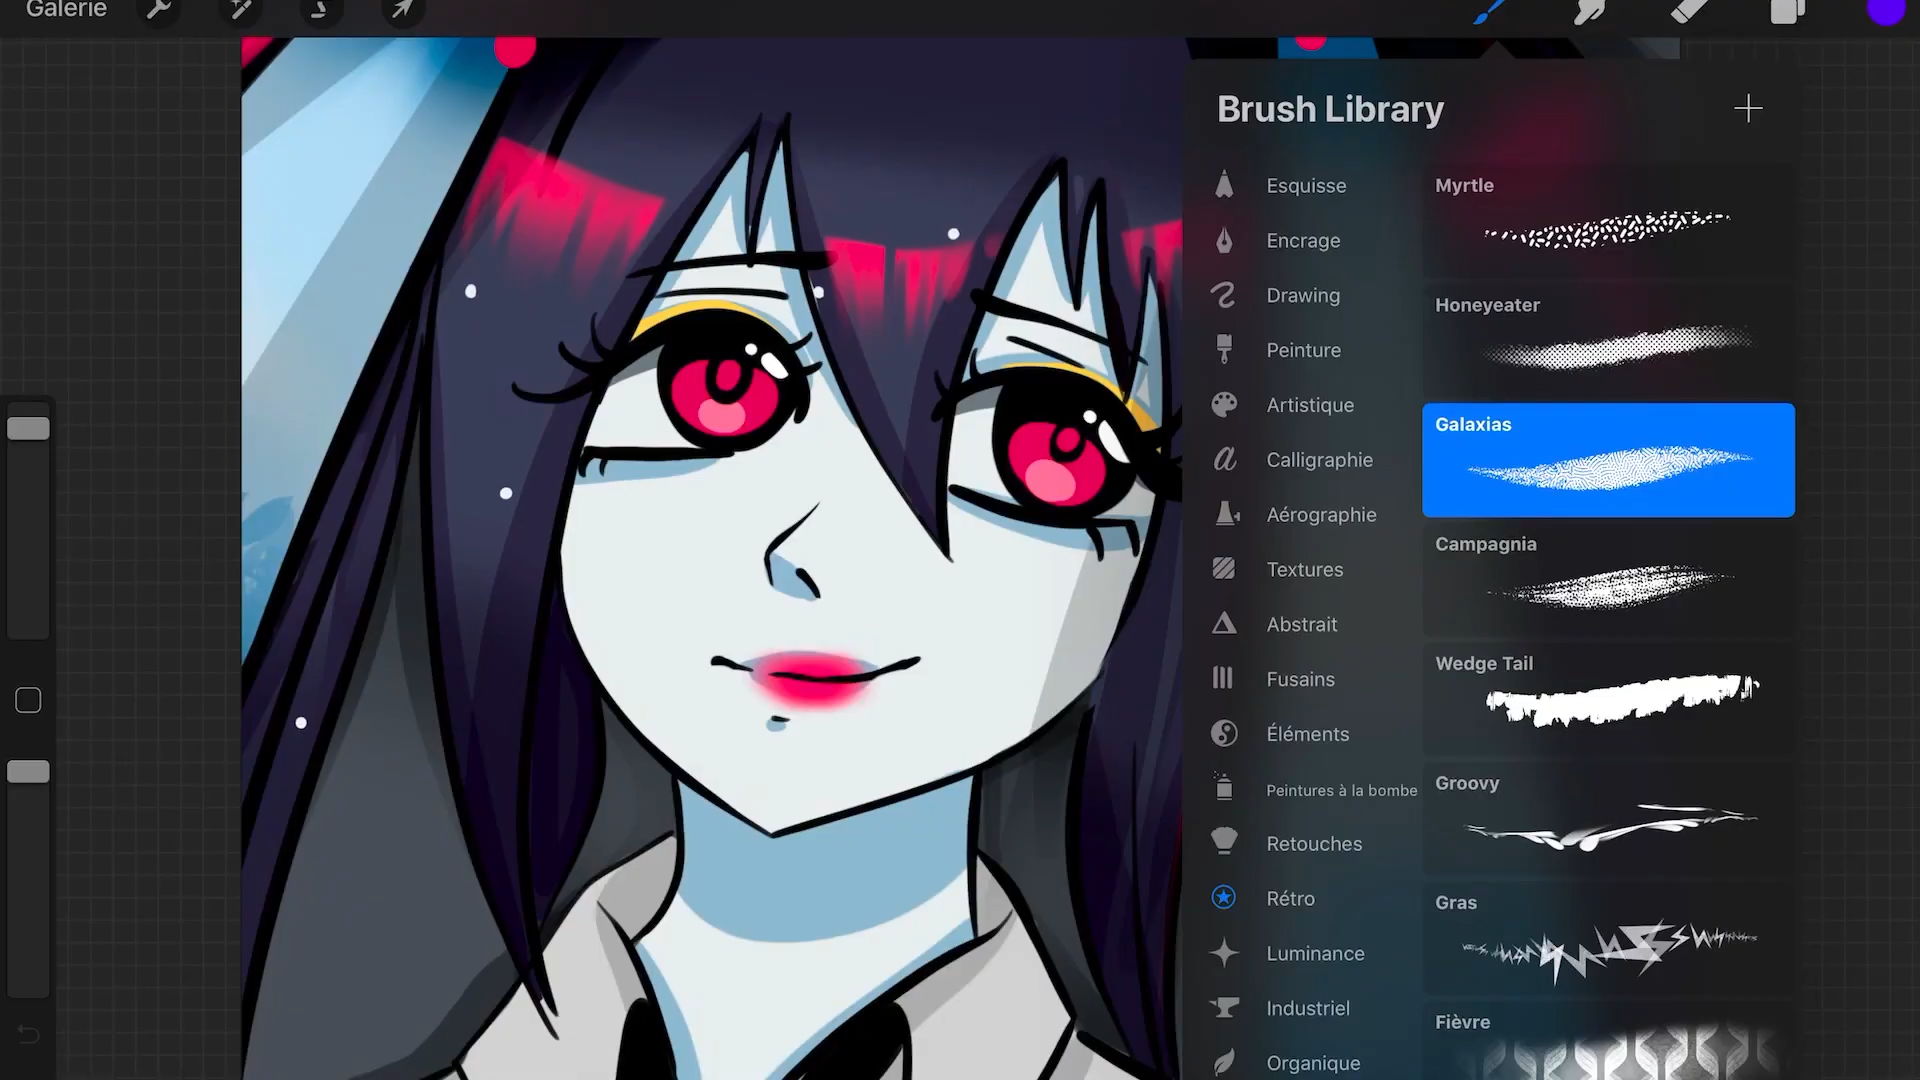 Galerie
Brush Library
Esquisse
Encrage
Drawing
Peinture
Artistique
Calligraphie
Aérographie
Textures
Abstrait
Fusains
Éléments
Peintures à la bombe
Retouches
Rétro
Luminance
Industriel
Organique
Myrtle
Honeyeater
Galaxias
Campagnia
Wedge Tail
Groovy
Gras
Fièvre